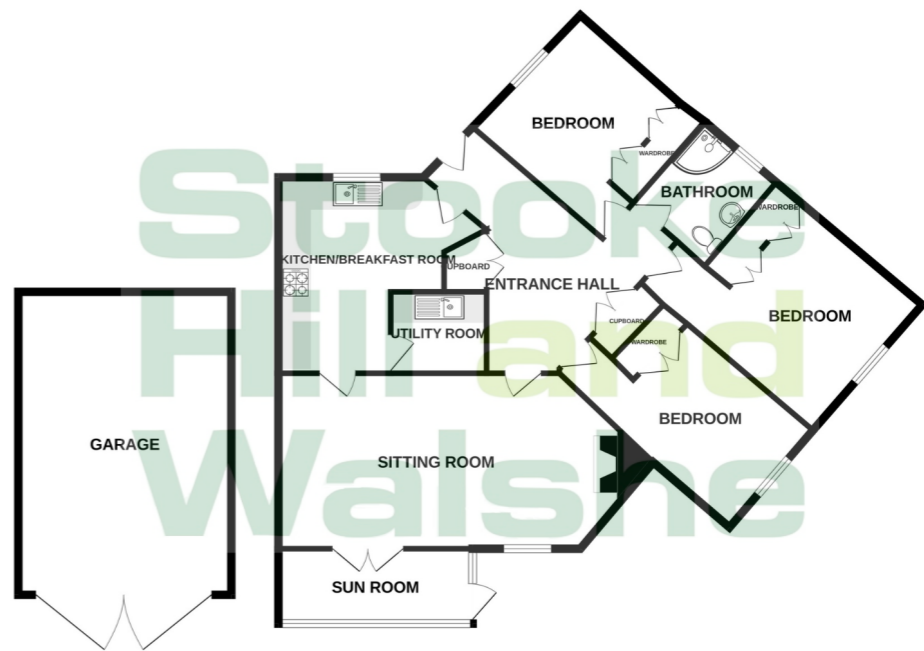 BEDROOM
WARDROBE
BATHROOM
WARDROBE
KITCHEN/BREAKFAST ROOM
UPBOARD
ENTRANCE HALL
BEDROOM
CUPBOARD
UTILITY ROOM
WARDROBE
BEDROOM
GARAGE
SITTING ROOM
SUN ROOM
Stooke
Hill and
Walshe